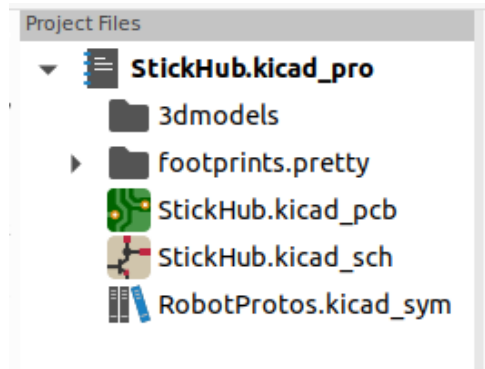 Project Files
StickHub.kicad_pro
3dmodels
footprints.pretty
StickHub.kicad_pcb
StickHub.kicad_sch
RobotProtos.kicad_sym